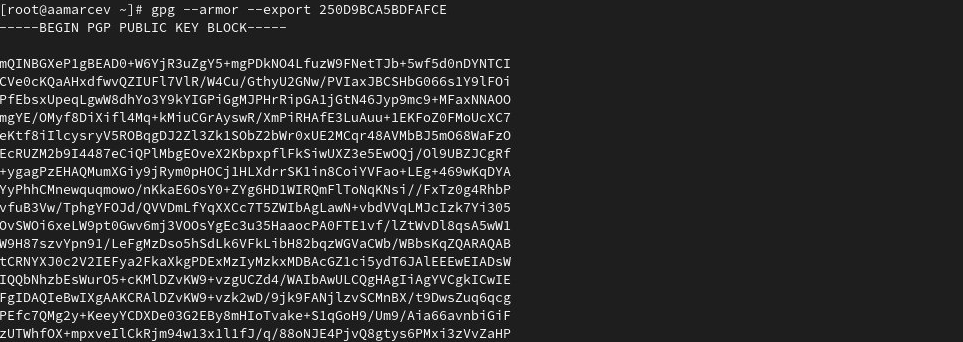 [root@aamarcev ~]# gpg --armor --export 250D9BCA5BDFAFCE
-----BEGIN PGP PUBLIC KEY BLOCK-----

mQINBGXeP1gBEAD0+W6YjR3uZgY5+mgPDkNO4LfuzW9FNetTJb+5wf5d0nDYNTCI
CVe0cKQaAHxdfwvQZIUFl7VlR/W4Cu/GthyU2GNw/PVIaxJBCSHbG066s1Y9lFOi
PfEbsxUpeqLgwW8dhYo3Y9kYIGPiGgMJPHrRipGA1jGtN46Jyp9mc9+MFaxNNAOO
mgYE/OMyf8DiXifl4Mq+kMiuCGrAyswR/XmPiRHAfE3LuAuu+1EKFoZ0FMoUcXC7
eKtf8iIlcysryV5ROBqgDJ2Zl3Zk1SObZ2bWr0xUE2MCqr48AVMbBJ5mO68WaFzO
EcRUZM2b9I4487eCiQPlMbgEOveX2KbpxpflFkSiwUXZ3e5EwOQj/Ol9UBZJCgRf
+ygagPzEHAQMumXGiy9jRym0pHOCj1HLXdrrSK1in8CoiYVFao+LEg+469wKqDYA
YyPhhCMnewquqmowo/nKkaE6OsY0+ZYg6HD1WIRQmFlToNqKNsi//FxTz0g4RhbP
vfuB3Vw/TphgYFOJd/QVVDmLfYqXXCc7T5ZWIbAgLawN+vbdVVqLMJcIzk7Yi305
OvSWOi6xeLW9pt0Gwv6mj3VOOsYgEc3u35HaaocPA0FTE1vf/lZtWvDl8qsA5wW1
W9H87szvYpn91/LeFgMzDso5hSdLk6VFkLibH82bqzWGVaCWb/WBbsKqZQARAQAB
tCRNYXJ0c2V2IEFya2FkaXkgPDExMzIyMzkxMDBAcGZ1ci5ydT6JAlEEEwEIADsW
IQQbNhzbEsWurO5+cKMlDZvKW9+vzgUCZd4/WAIbAwULCQgHAgIiAgYVCgkICwIE
FgIDAQIeBwIXgAAKCRAlDZvKW9+vzk2wD/9jk9FANjlzvSCMnBX/t9DwsZuq6qcg
PEfc7QMg2y+KeeyYCDXDe03G2EBy8mHIoTvake+S1qGoH9/Um9/Aia66avnbiGiF
zUTWhfOX+mpxveIlCkRjm94w13x1l1fJ/q/88oNJE4PjvQ8gtys6PMxi3zVvZaHP